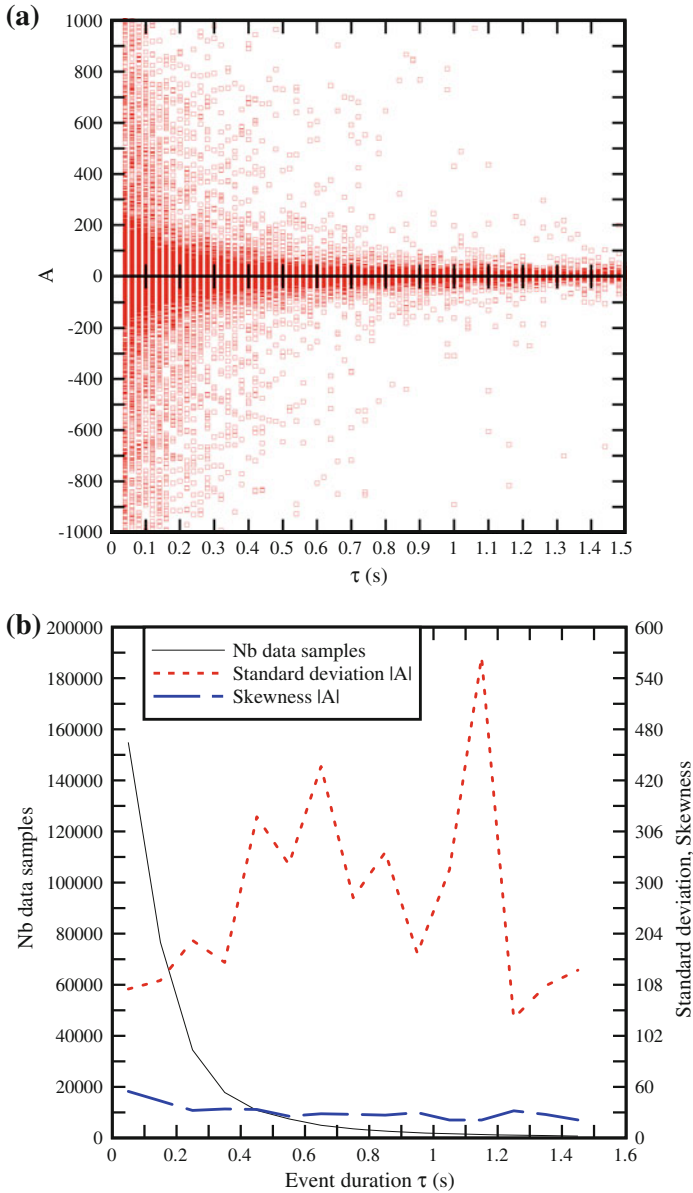 (a)
1000
800
600
400
200
0
-200
-400
-600
-800
-1000
A
0 0.1 0.2 0.3 0.4 0.5 0.6 0.7 0.8 0.9 1 1.1 1.2 1.3 1.4 1.5
τ (s)
(b)
200000
180000
160000
140000
120000
100000
80000
60000
40000
20000
0
Nb data samples
Nb data samples
Standard deviation |A|
Skewness |A|
600
540
480
420
306
300
204
108
102
60
0
Standard deviation, Skewness
0 0.2 0.4 0.6 0.8 1 1.2 1.4 1.6
Event duration τ (s)